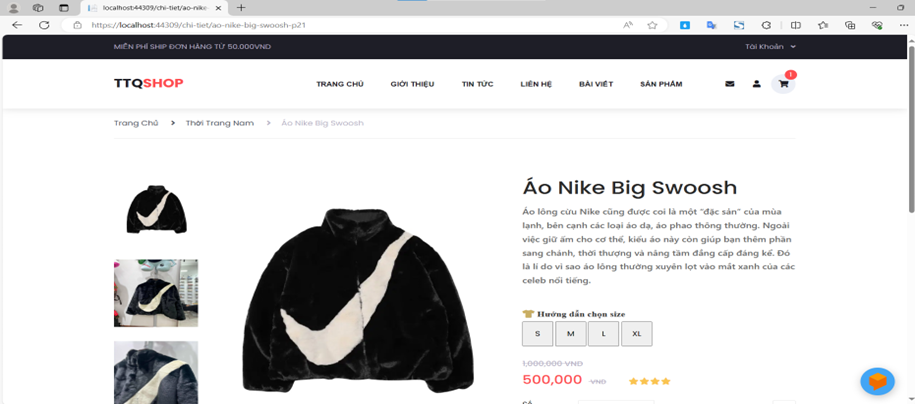 localhost:44309/chi-tiet/ao-nike-
https://localhost:44309/chi-tiet/ao-nike-big-swoosh-p21
MIỄN PHÍ SHIP ĐƠN HÀNG TỪ 50.000VND
Tài Khoản
TTQSHOP
TRANG CHỦ GIỚI THIỆU TIN TỨC LIÊN HỆ BÀI VIẾT SẢN PHẨM
1
Trang Chủ > Thời Trang Nam > Áo Nike Big Swoosh
Áo Nike Big Swoosh
Áo lông cừu Nike cũng được coi là một "đặc sản" của mùa
lạnh, bên cạnh các loại áo dạ, áo phao thông thường. Ngoài
việc giữ ấm cho cơ thể, kiểu áo này còn giúp bạn thêm phần
sang chảnh, thời thượng và nâng tầm đẳng cấp đáng kể. Đó
là lí do vì sao áo lông thường xuyên lọt vào mắt xanh của các
celeb nổi tiếng.
Hướng dẫn chọn size
S M L XL
1,000,000 VND
500,000 VND